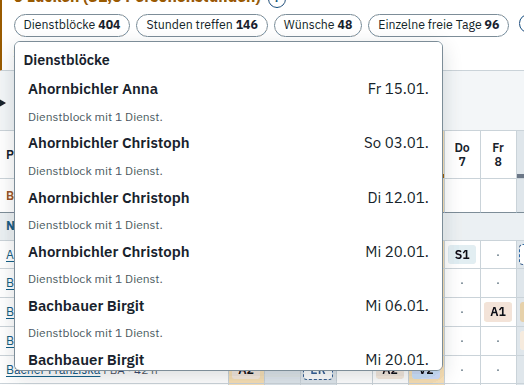 Dienstblöcke 404 Stunden treffen 146 Wünsche 48 Einzelne freie Tage 96
Dienstblöcke
Ahornbichler Anna Fr 15.01.
Dienstblock mit 1 Dienst.
Ahornbichler Christoph So 03.01.
Dienstblock mit 1 Dienst.
Ahornbichler Christoph Di 12.01.
Dienstblock mit 1 Dienst.
Ahornbichler Christoph Mi 20.01.
Dienstblock mit 1 Dienst.
Bachbauer Birgit Mi 06.01.
Dienstblock mit 1 Dienst.
Bachbauer Birgit Mi 20.01.
Do Fr
7 8
P
B
N
A S1 ·
B · ·
B · A1
B · ·